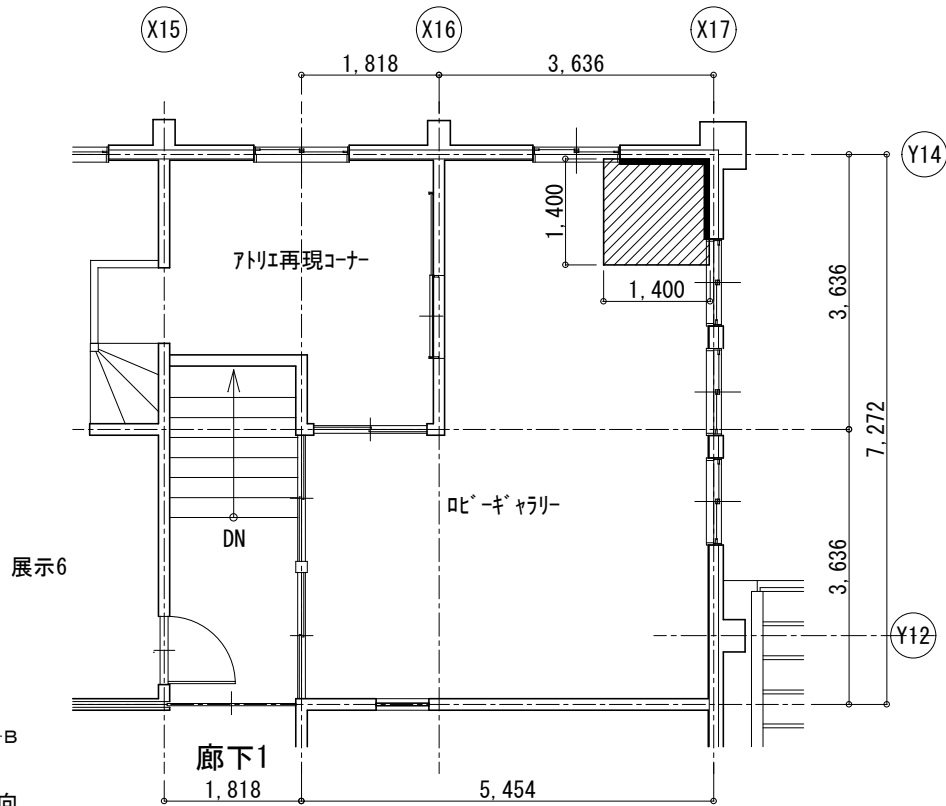 X15
X16
X17
1,818
3,636
Y14
1,400
アトリエ再現コーナー
1,400
3,636
7,272
ロビーギャラリー
DN
展示6
3,636
Y12
B
廊下1
1,818
5,454
向